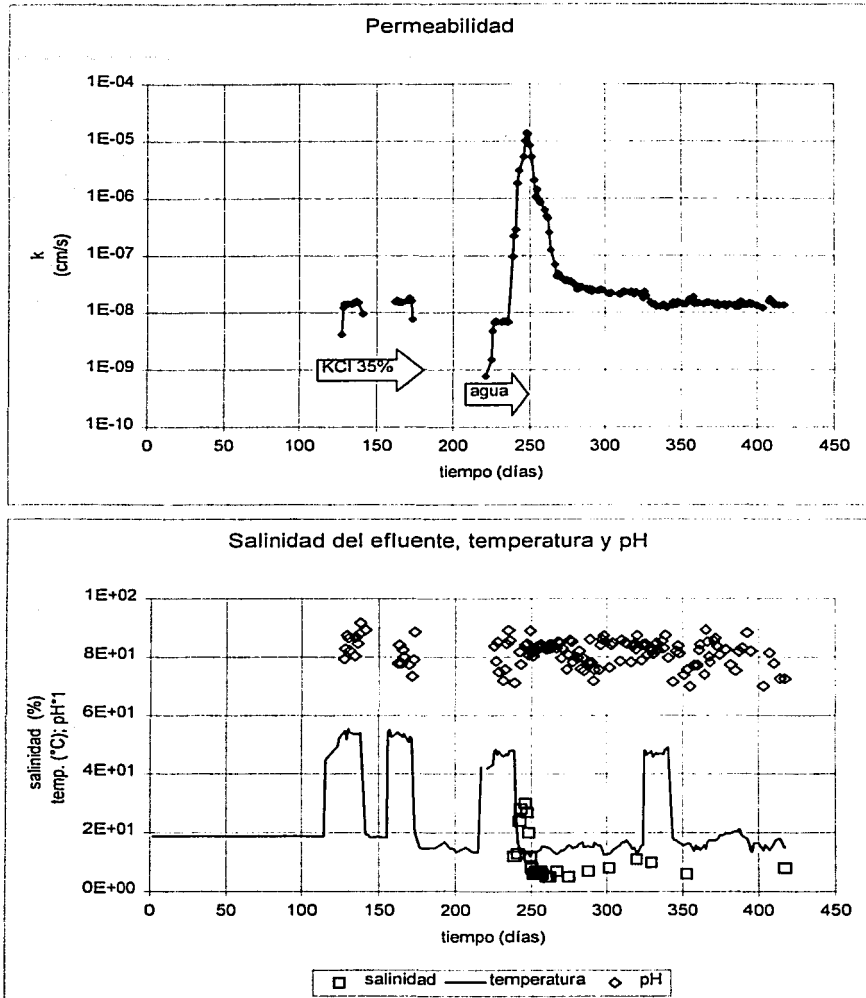 Permeabilidad
1E-04
1E-05
1E-06
1E-07
1E-08
1E-09
1E-10
k
(cm/s)
KCl 35%
agua
0 50 100 150 200 250 300 350 400 450
tiempo (días)
Salinidad del efluente, temperatura y pH
1E+02
8E+01
6E+01
4E+01
2E+01
0E+00
salinidad (%)
temp. (°C); pH*1
0 50 100 150 200 250 300 350 400 450
tiempo (días)
salinidad temperatura pH